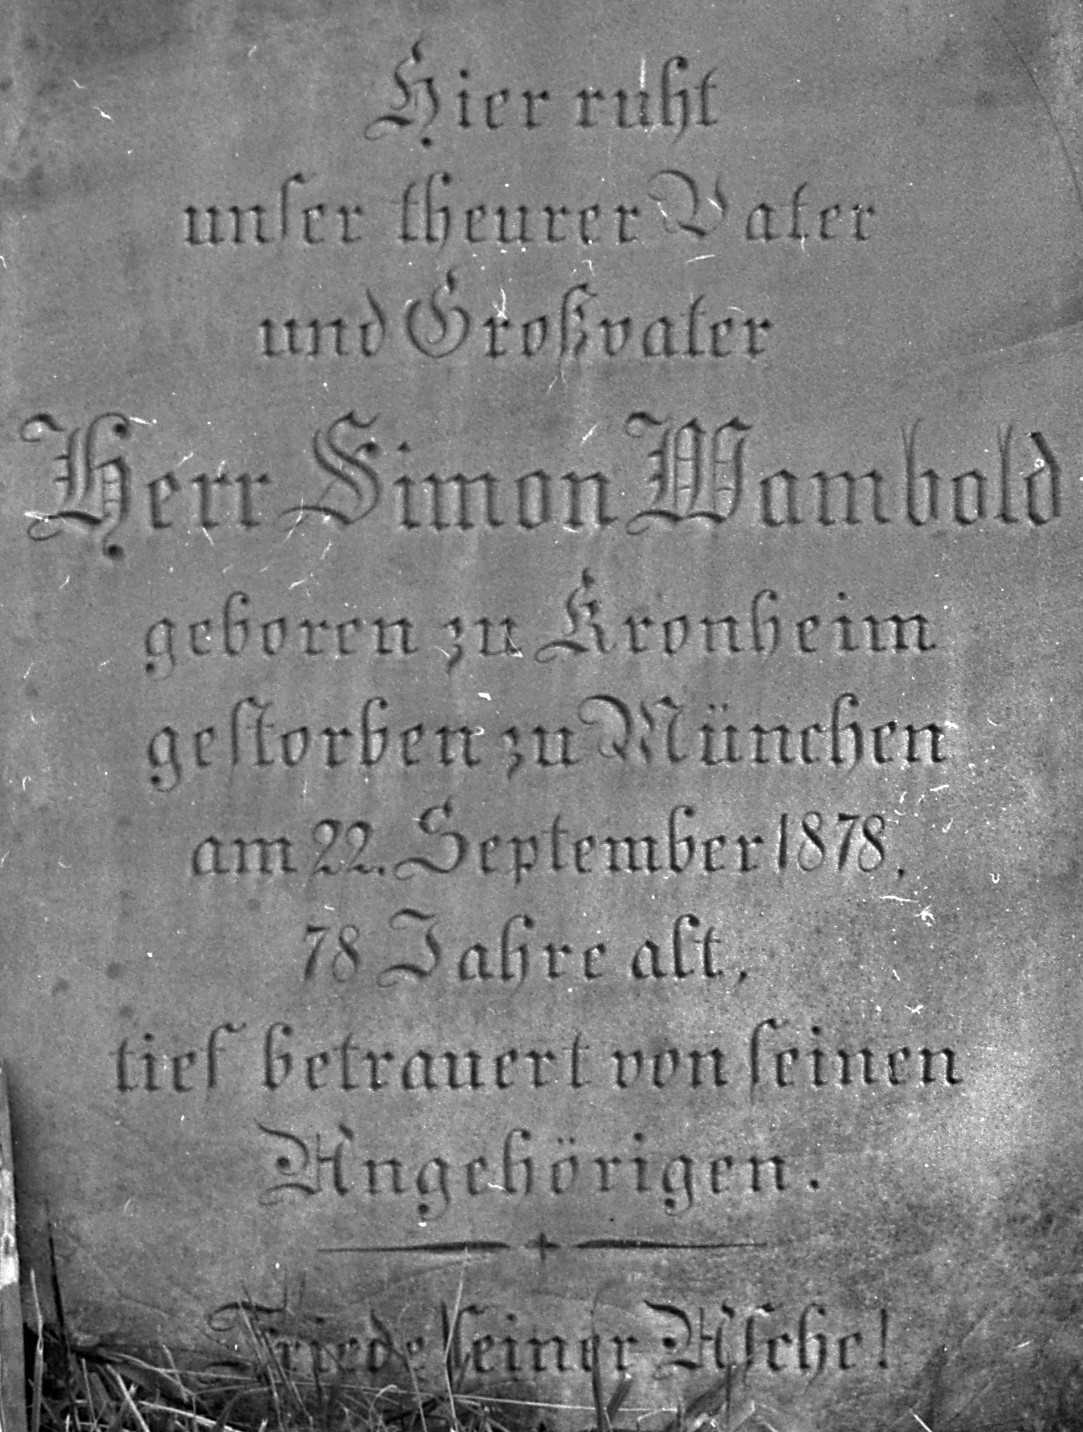 Hier ruht
unser theurer Vater
und Großvater
Herr Simon Wambold
geboren zu Kronheim
gestorben zu München
am 22. September 1878,
78 Jahre alt,
tief betrauert von seinen
Angehörigen.
Friede seiner Asche!